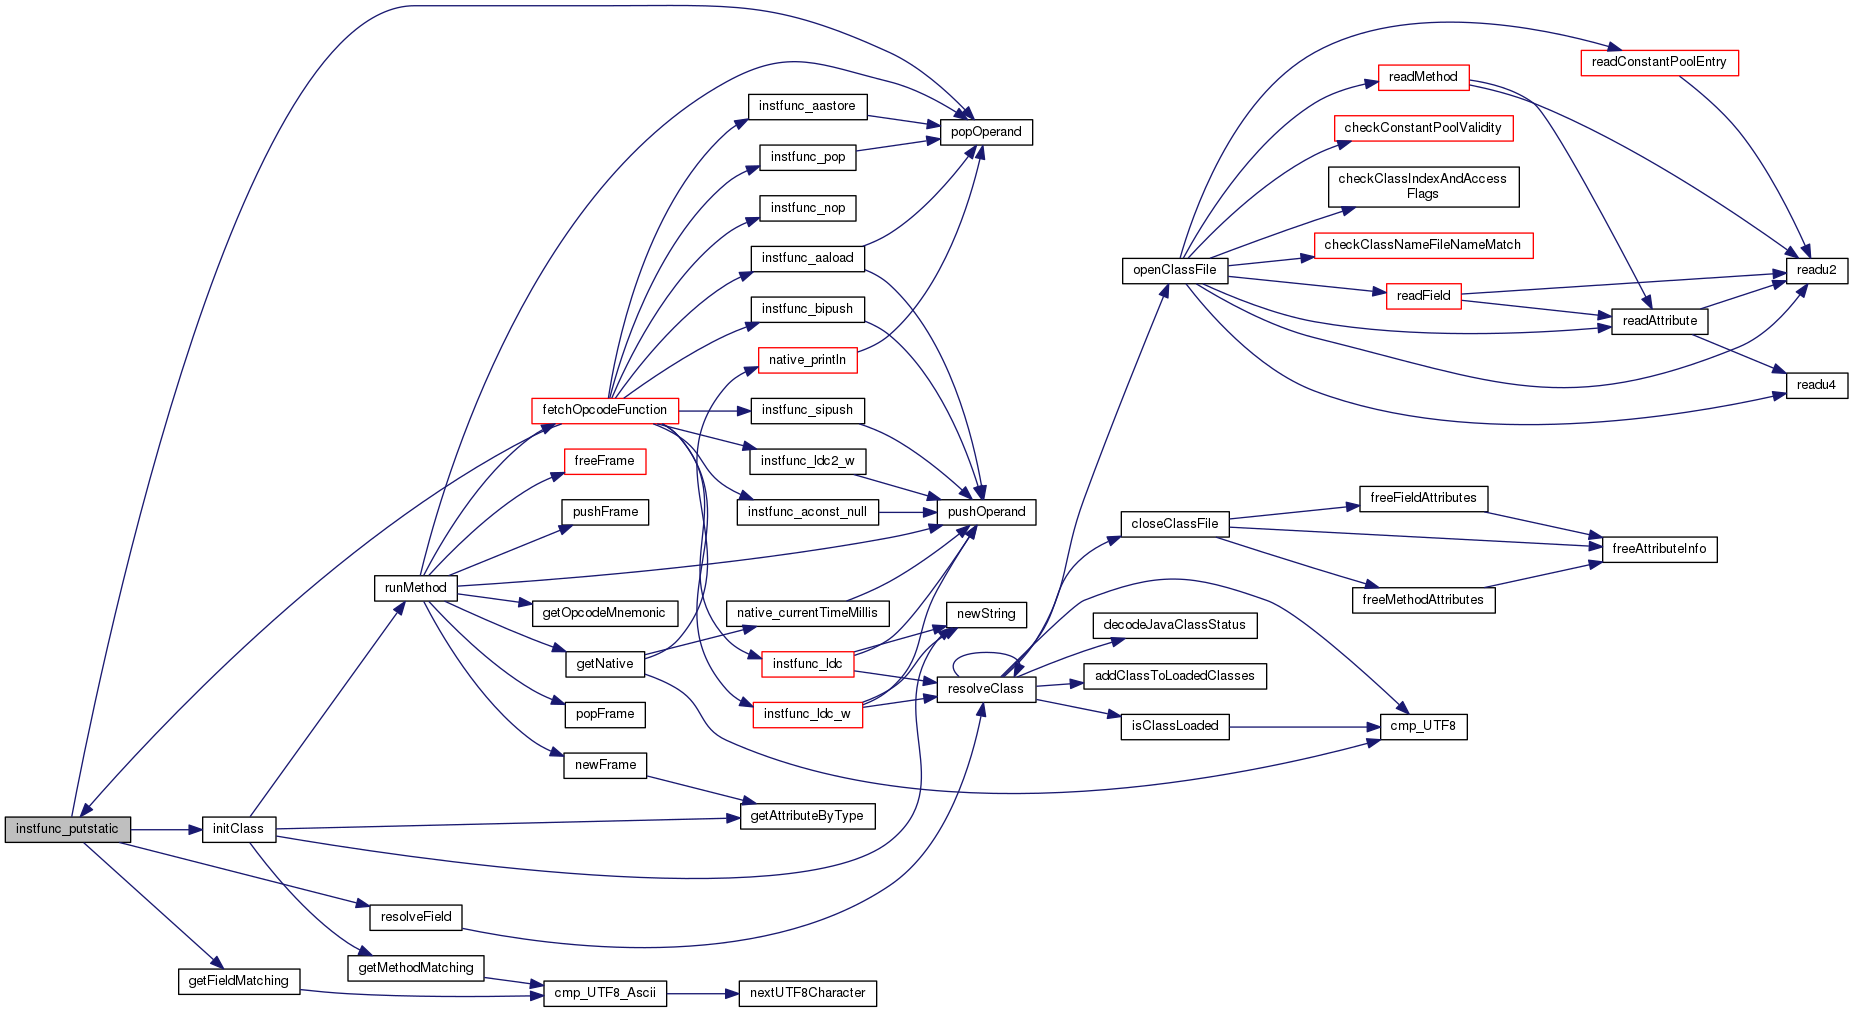 readConstantPoolEntry
readMethod
instfunc_aastore
checkConstantPoolValidity
popOperand
instfunc_pop
checkClassIndexAndAccess
Flags
instfunc_nop
checkClassNameFileNameMatch
instfunc_aaload
openClassFile
readu2
readField
instfunc_bipush
readAttribute
native_println
readu4
fetchOpcodeFunction
instfunc_sipush
freeFrame
instfunc_ldc2_w
freeFieldAttributes
pushFrame
instfunc_aconst_null
pushOperand
closeClassFile
freeAttributeInfo
runMethod
freeMethodAttributes
getOpcodeMnemonic
native_currentTimeMillis
newString
decodeJavaClassStatus
getNative
instfunc_ldc
addClassToLoadedClasses
resolveClass
popFrame
instfunc_ldc_w
isClassLoaded
cmp_UTF8
newFrame
getAttributeByType
instfunc_putstatic
initClass
resolveField
getMethodMatching
getFieldMatching
cmp_UTF8_Ascii
nextUTF8Character